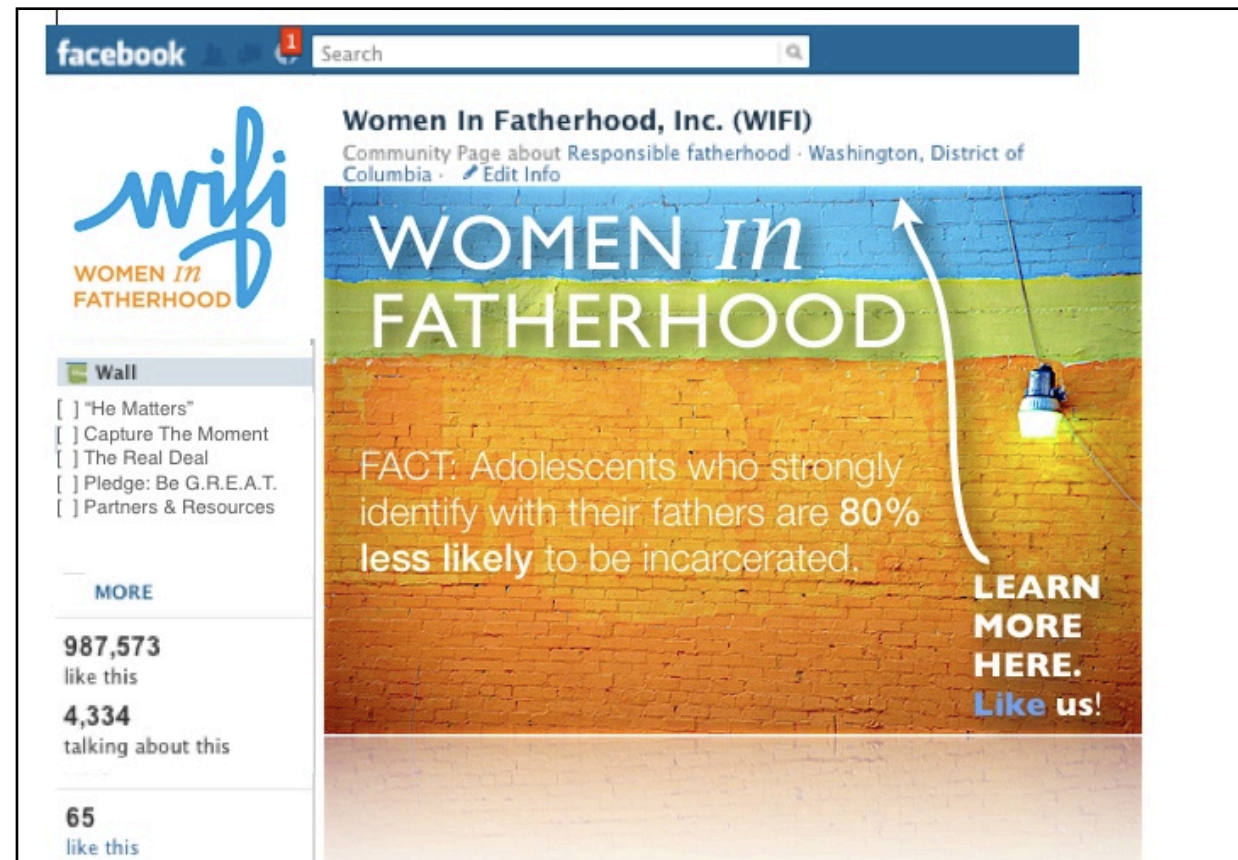 facebook
1
Search
wifi
WOMEN in
FATHERHOOD
Women In Fatherhood, Inc. (WIFI)
Community Page about Responsible fatherhood · Washington, District of
Columbia · Edit Info
Wall
[ ] “He Matters”
[ ] Capture The Moment
[ ] The Real Deal
[ ] Pledge: Be G.R.E.A.T.
[ ] Partners & Resources
MORE
987,573
like this
4,334
talking about this
65
like this
WOMEN in
FATHERHOOD
FACT: Adolescents who strongly
identify with their fathers are 80%
less likely to be incarcerated.
LEARN
MORE
HERE.
Like us!